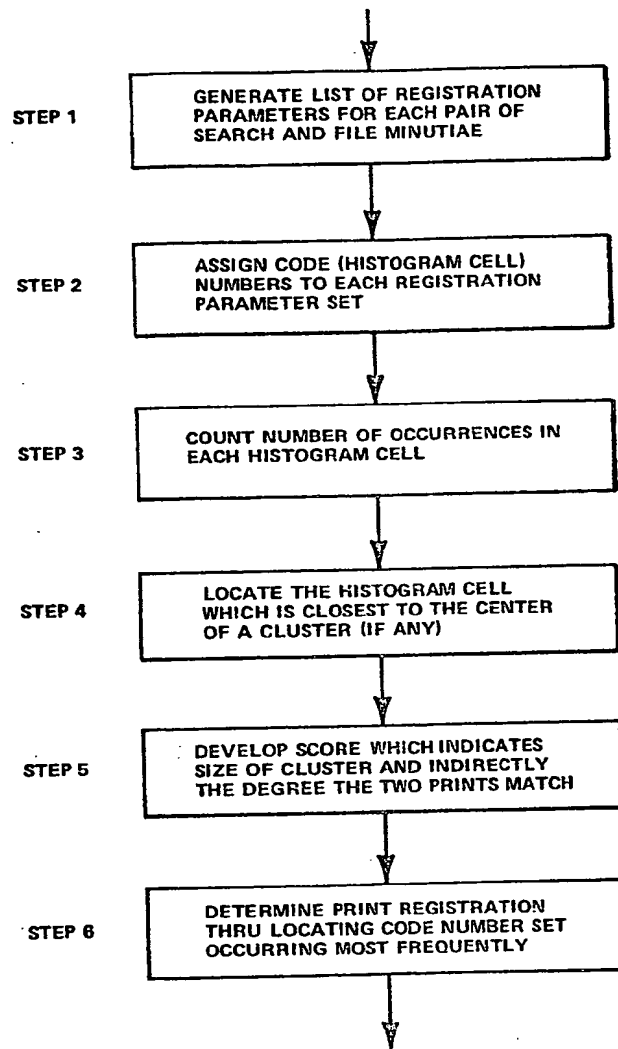 STEP 1
GENERATE LIST OF REGISTRATION
PARAMETERS FOR EACH PAIR OF
SEARCH AND FILE MINUTIAE
STEP 2
ASSIGN CODE (HISTOGRAM CELL)
NUMBERS TO EACH REGISTRATION
PARAMETER SET
STEP 3
COUNT NUMBER OF OCCURRENCES IN
EACH HISTOGRAM CELL
STEP 4
LOCATE THE HISTOGRAM CELL
WHICH IS CLOSEST TO THE CENTER
OF A CLUSTER (IF ANY)
STEP 5
DEVELOP SCORE WHICH INDICATES
SIZE OF CLUSTER AND INDIRECTLY
THE DEGREE THE TWO PRINTS MATCH
STEP 6
DETERMINE PRINT REGISTRATION
THRU LOCATING CODE NUMBER SET
OCCURRING MOST FREQUENTLY